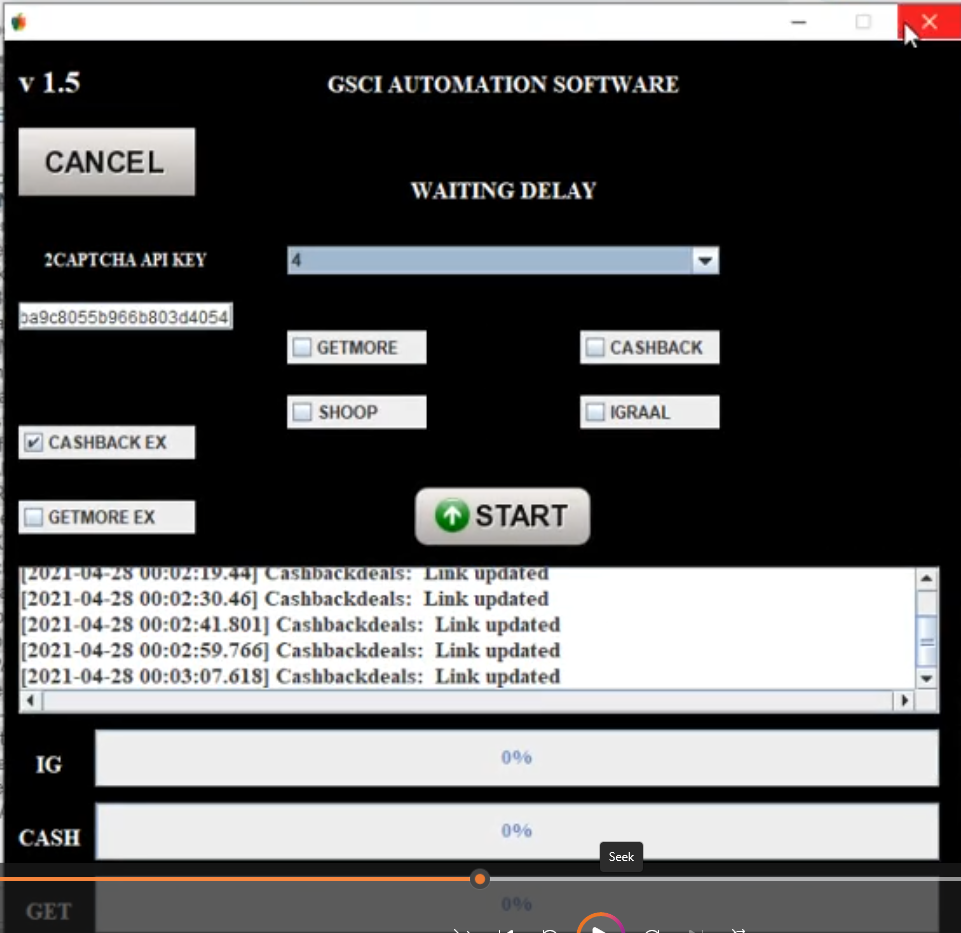 v 1.5
GSCI AUTOMATION SOFTWARE
CANCEL
WAITING DELAY
2CAPTCHA API KEY
4
ba9c8055b966b803d4054
GETMORE
CASHBACK
SHOOP
IGRAAL
CASHBACK EX
GETMORE EX
START
[2021-04-28 00:02:19.44] Cashbackdeals: Link updated
[2021-04-28 00:02:30.46] Cashbackdeals: Link updated
[2021-04-28 00:02:41.801] Cashbackdeals: Link updated
[2021-04-28 00:02:59.766] Cashbackdeals: Link updated
[2021-04-28 00:03:07.618] Cashbackdeals: Link updated
IG
0%
CASH
0%
Seek
GET
0%